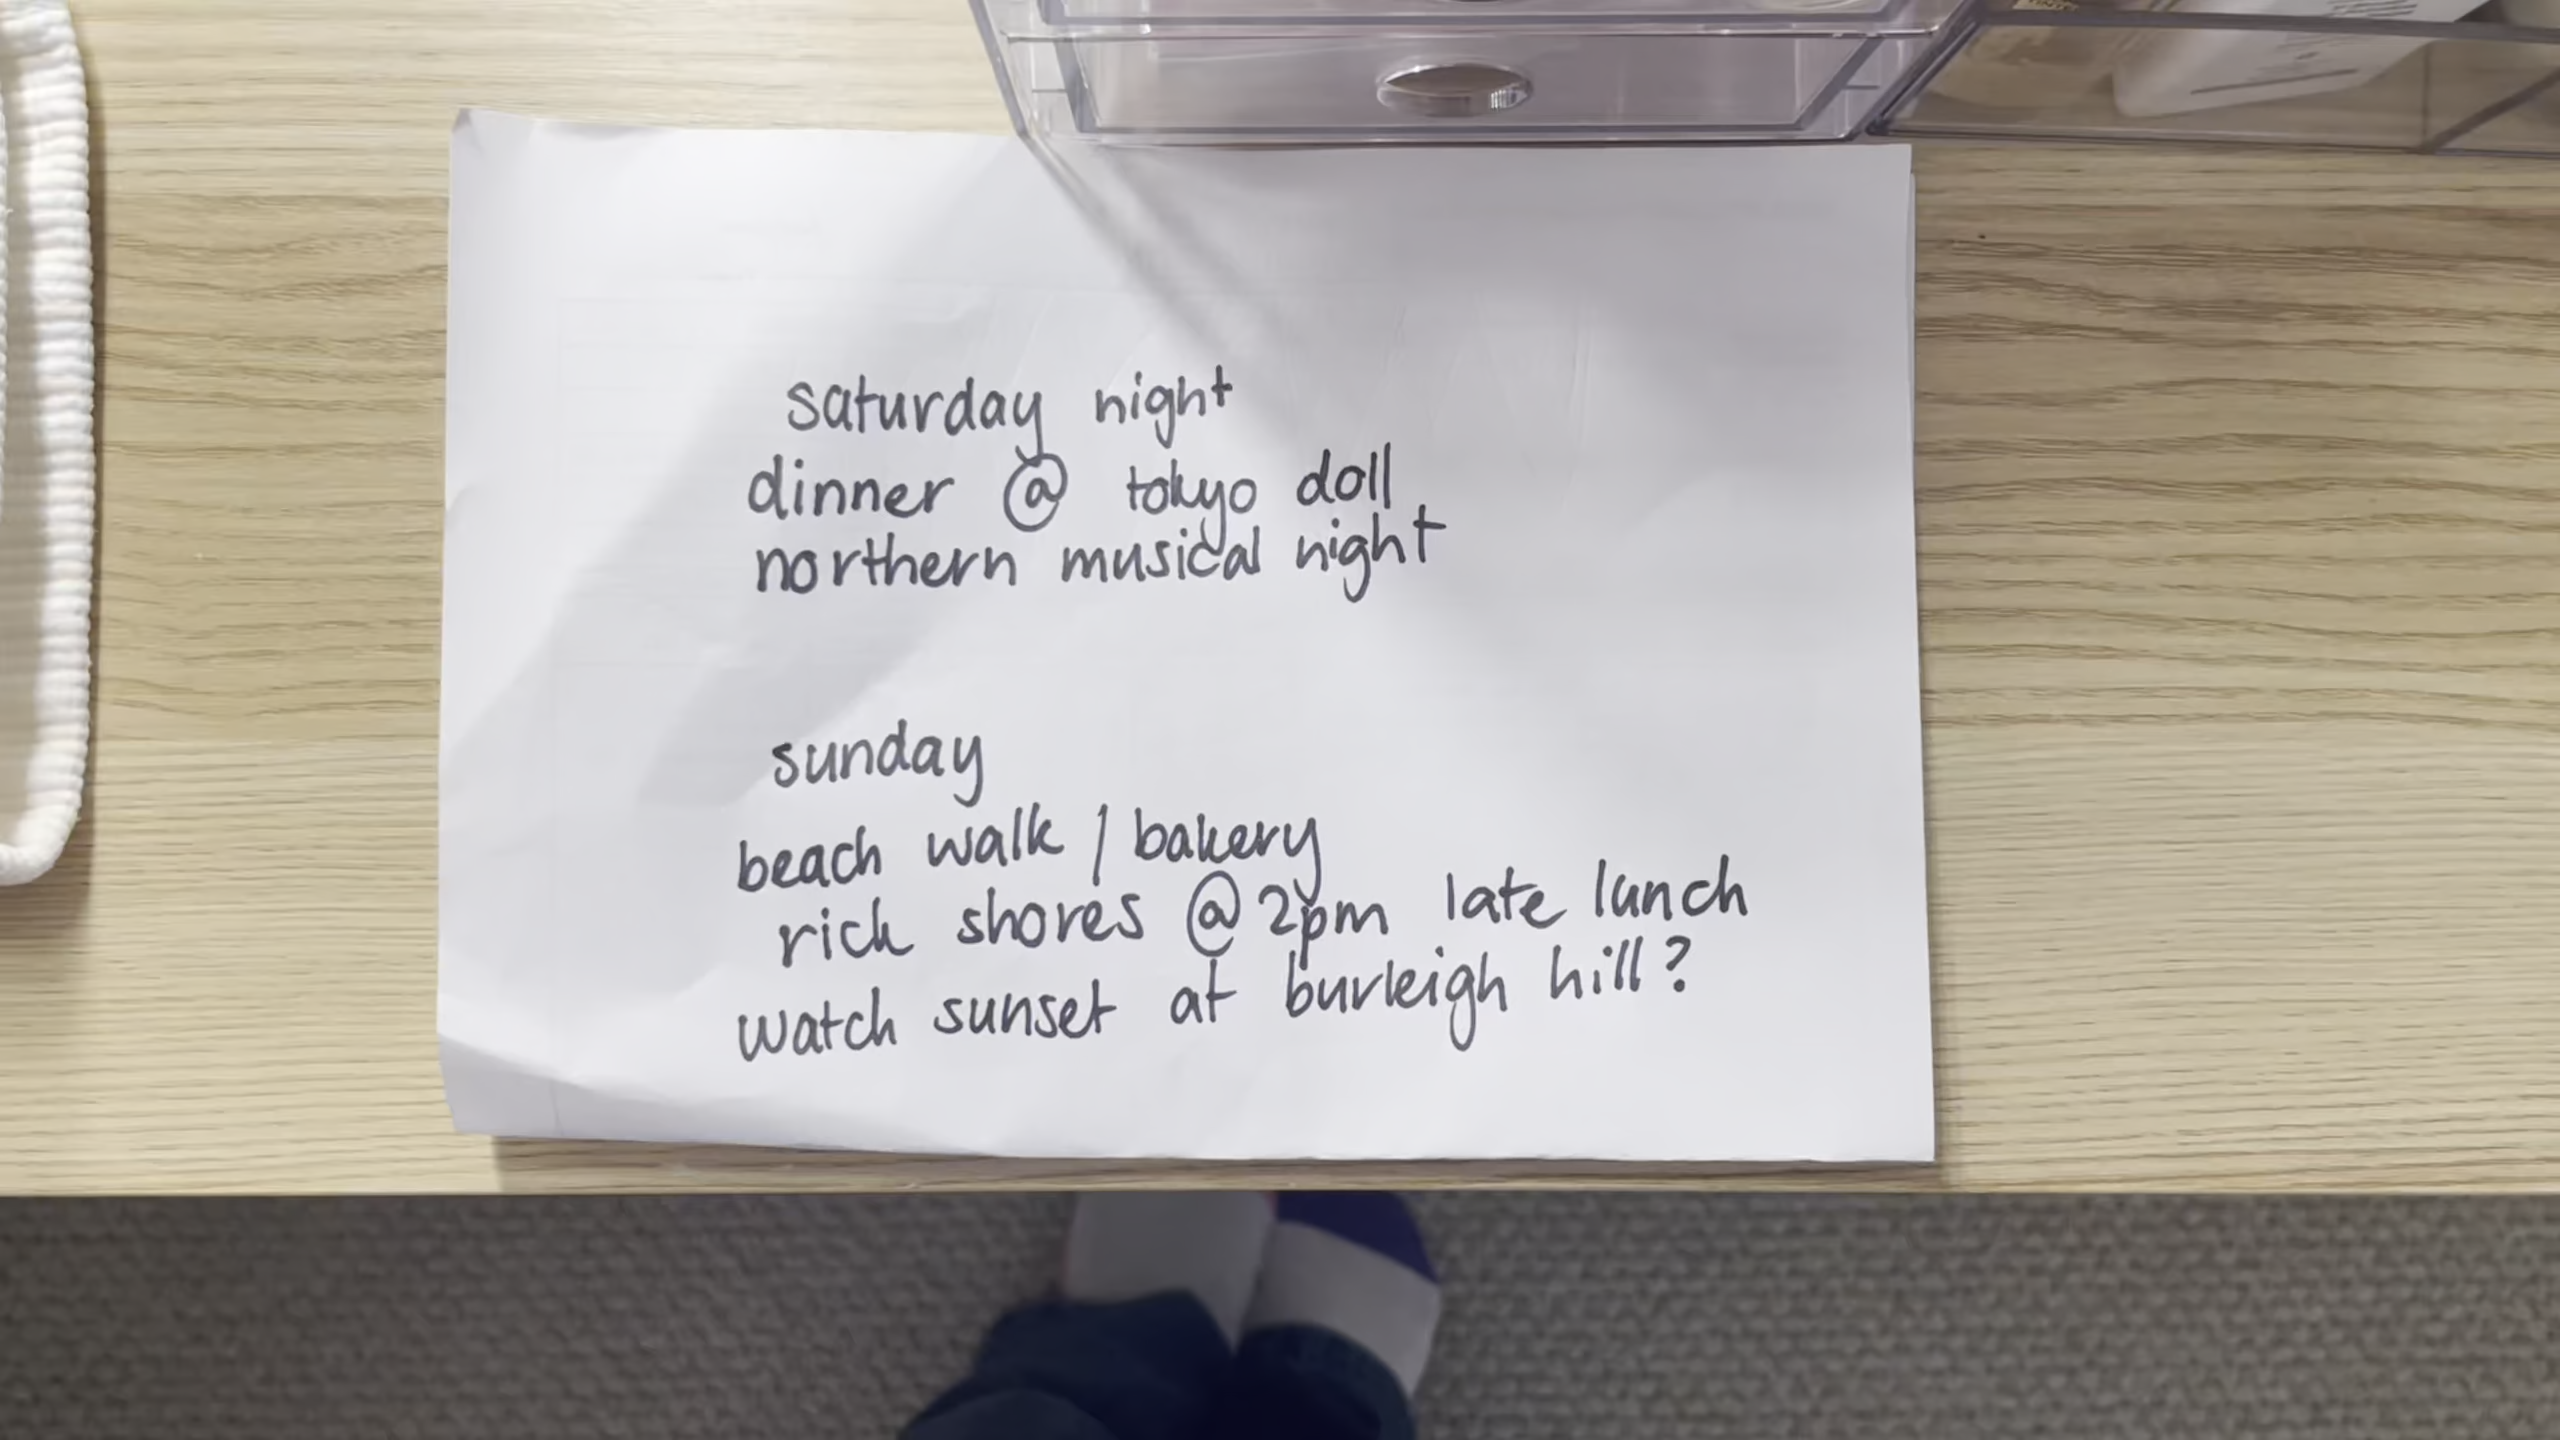 saturday night
dinner @ tokyo doll
northern musical night
sunday
beach walk / bakery
rick shores @ 2pm late lunch
watch sunset at burleigh hill?